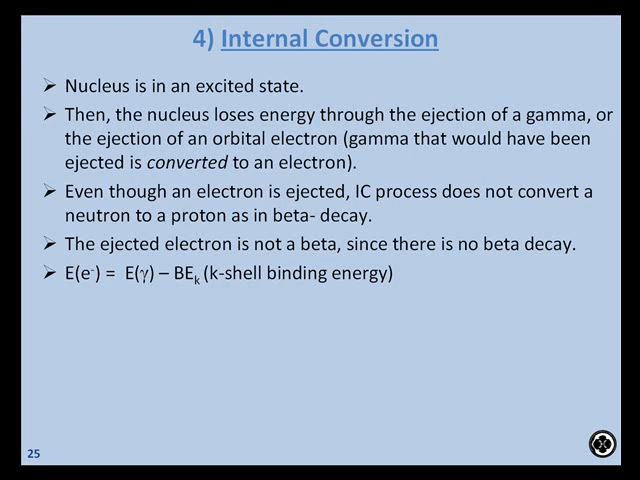 4) Internal Conversion
➢ Nucleus is in an excited state.
➢ Then, the nucleus loses energy through the ejection of a gamma, or
the ejection of an orbital electron (gamma that would have been
ejected is converted to an electron).
➢ Even though an electron is ejected, IC process does not convert a
neutron to a proton as in beta- decay.
➢ The ejected electron is not a beta, since there is no beta decay.
➢ E(e⁻) = E(γ) – BEₖ (k-shell binding energy)
25